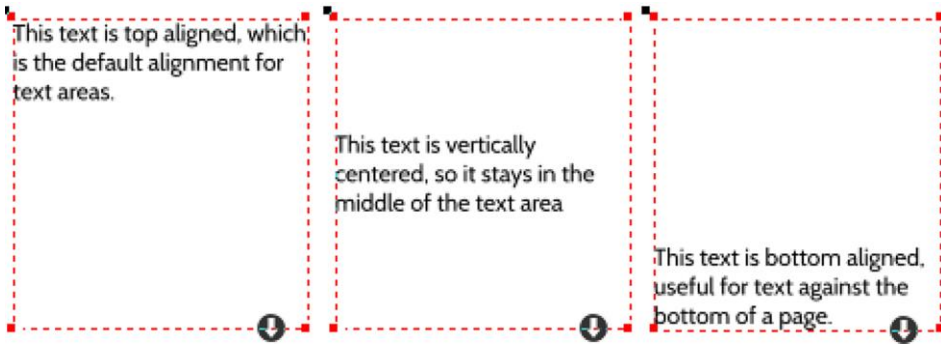 This text is top aligned, which
is the default alignment for
text areas.
This text is vertically
centered, so it stays in the
middle of the text area
This text is bottom aligned,
useful for text against the
bottom of a page.